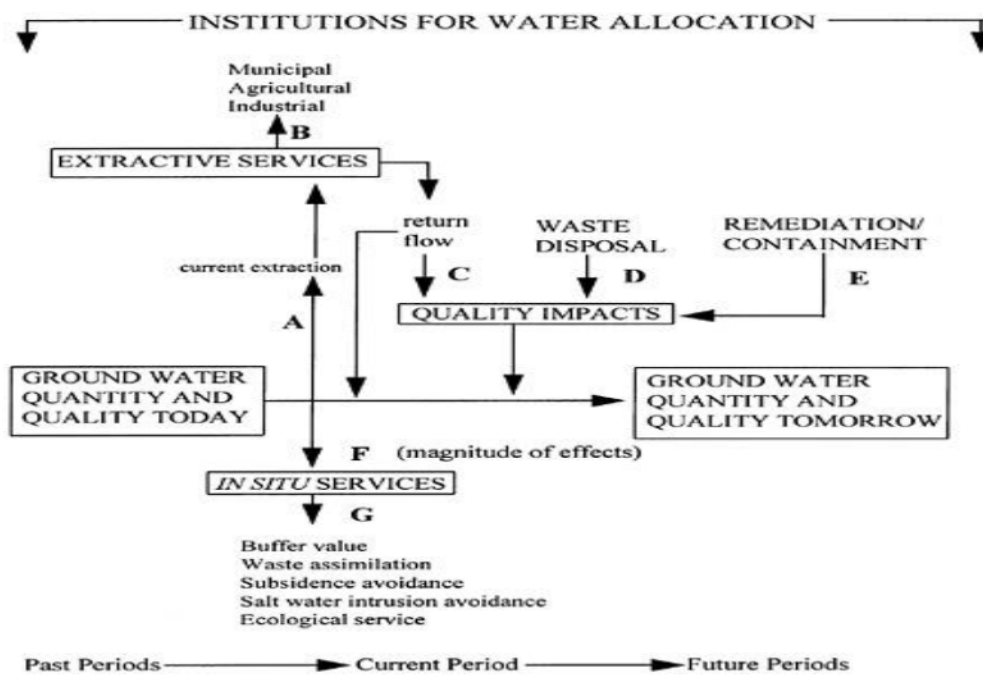 INSTITUTIONS FOR WATER ALLOCATION
Municipal
Agricultural
Industrial
B
EXTRACTIVE SERVICES
return
flow
WASTE
DISPOSAL
REMEDIATION/
CONTAINMENT
current extraction
C
D
E
A
QUALITY IMPACTS
GROUND WATER
QUANTITY AND
QUALITY TODAY
GROUND WATER
QUANTITY AND
QUALITY TOMORROW
F (magnitude of effects)
IN SITU SERVICES
G
Buffer value
Waste assimilation
Subsidence avoidance
Salt water intrusion avoidance
Ecological service
Past Periods Current Period Future Periods